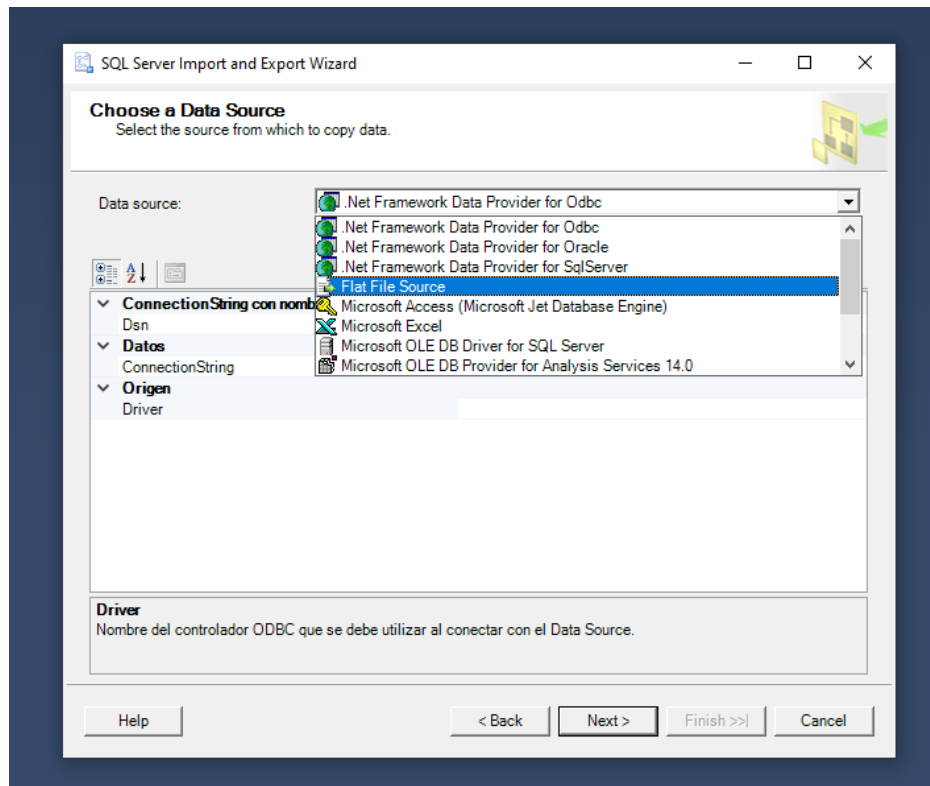 SQL Server Import and Export Wizard
Choose a Data Source
Select the source from which to copy data.
Data source:
.Net Framework Data Provider for Odbc
.Net Framework Data Provider for Odbc
.Net Framework Data Provider for Oracle
.Net Framework Data Provider for SqlServer
Flat File Source
Microsoft Access (Microsoft Jet Database Engine)
Microsoft Excel
Microsoft OLE DB Driver for SQL Server
Microsoft OLE DB Provider for Analysis Services 14.0
ConnectionString con nomb
Dsn
Datos
ConnectionString
Origen
Driver
Driver
Nombre del controlador ODBC que se debe utilizar al conectar con el Data Source.
Help
< Back
Next >
Finish >>|
Cancel